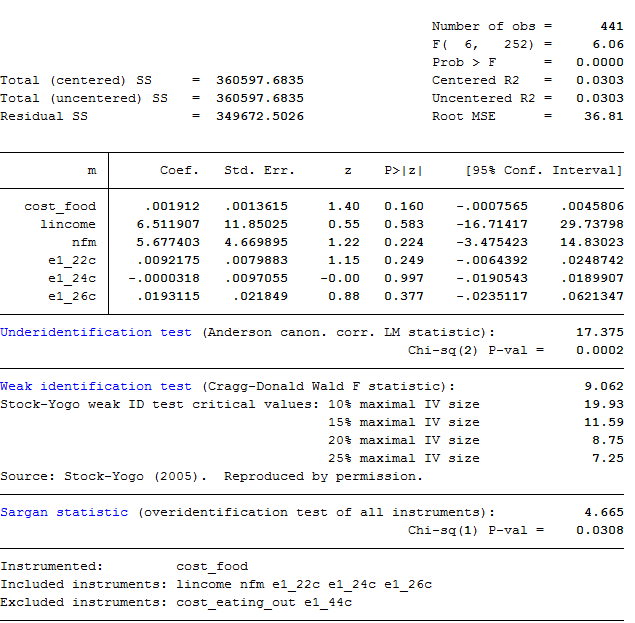 Number of obs = 441
F( 6, 252) = 6.06
Prob > F = 0.0000
Total (centered) SS = 360597.6835 Centered R2 = 0.0303
Total (uncentered) SS = 360597.6835 Uncentered R2 = 0.0303
Residual SS = 349672.5026 Root MSE = 36.81
m Coef. Std. Err. z P>|z| [95% Conf. Interval]
cost_food .001912 .0013615 1.40 0.160 -.0007565 .0045806
lincome 6.511907 11.85025 0.55 0.583 -16.71417 29.73798
nfm 5.677403 4.669895 1.22 0.224 -3.475423 14.83023
e1_22c .0092175 .0079883 1.15 0.249 -.0064392 .0248742
e1_24c -.0000318 .0097055 -0.00 0.997 -.0190543 .0189907
e1_26c .0193115 .021849 0.88 0.377 -.0235117 .0621347
Underidentification test (Anderson canon. corr. LM statistic): 17.375
Chi-sq(2) P-val = 0.0002
Weak identification test (Cragg-Donald Wald F statistic): 9.062
Stock-Yogo weak ID test critical values: 10% maximal IV size 19.93
15% maximal IV size 11.59
20% maximal IV size 8.75
25% maximal IV size 7.25
Source: Stock-Yogo (2005). Reproduced by permission.
Sargan statistic (overidentification test of all instruments): 4.665
Chi-sq(1) P-val = 0.0308
Instrumented: cost_food
Included instruments: lincome nfm e1_22c e1_24c e1_26c
Excluded instruments: cost_eating_out e1_44c